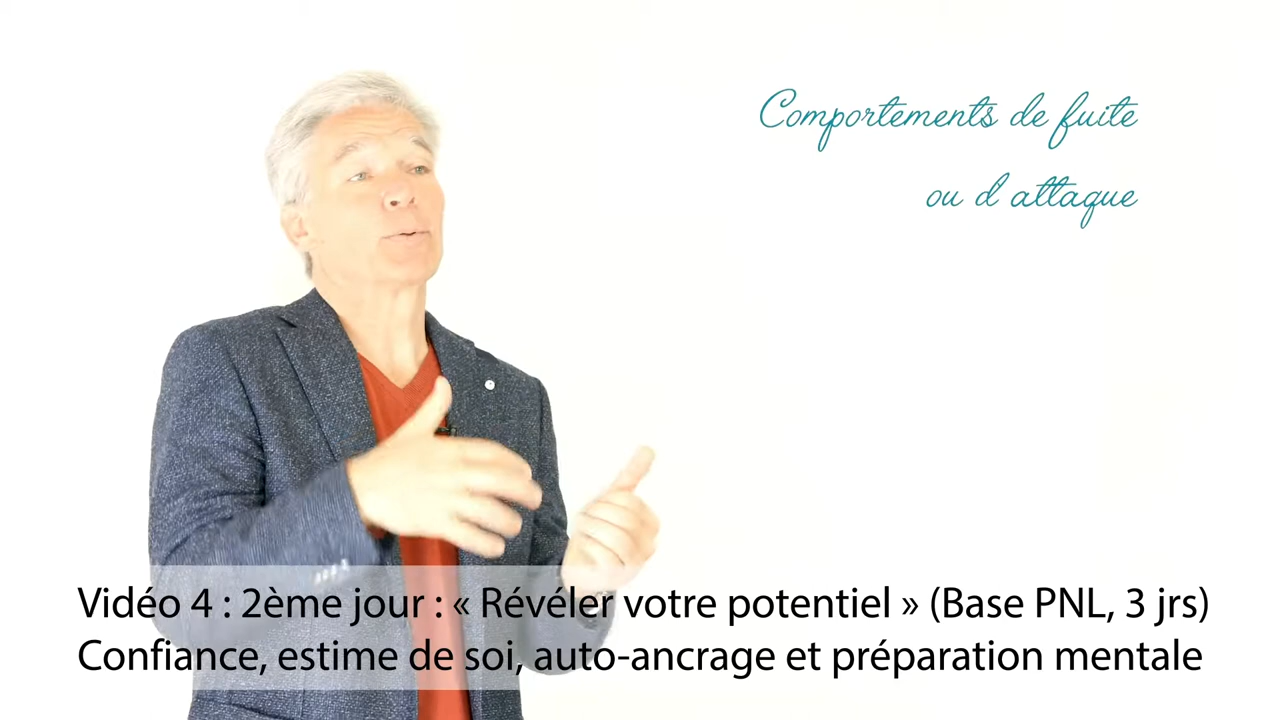 Comportements de fuite
ou d attaque
Vidéo 4 : 2ème jour : « Révéler votre potentiel » (Base PNL, 3 jrs)
Confiance, estime de soi, auto-ancrage et préparation mentale